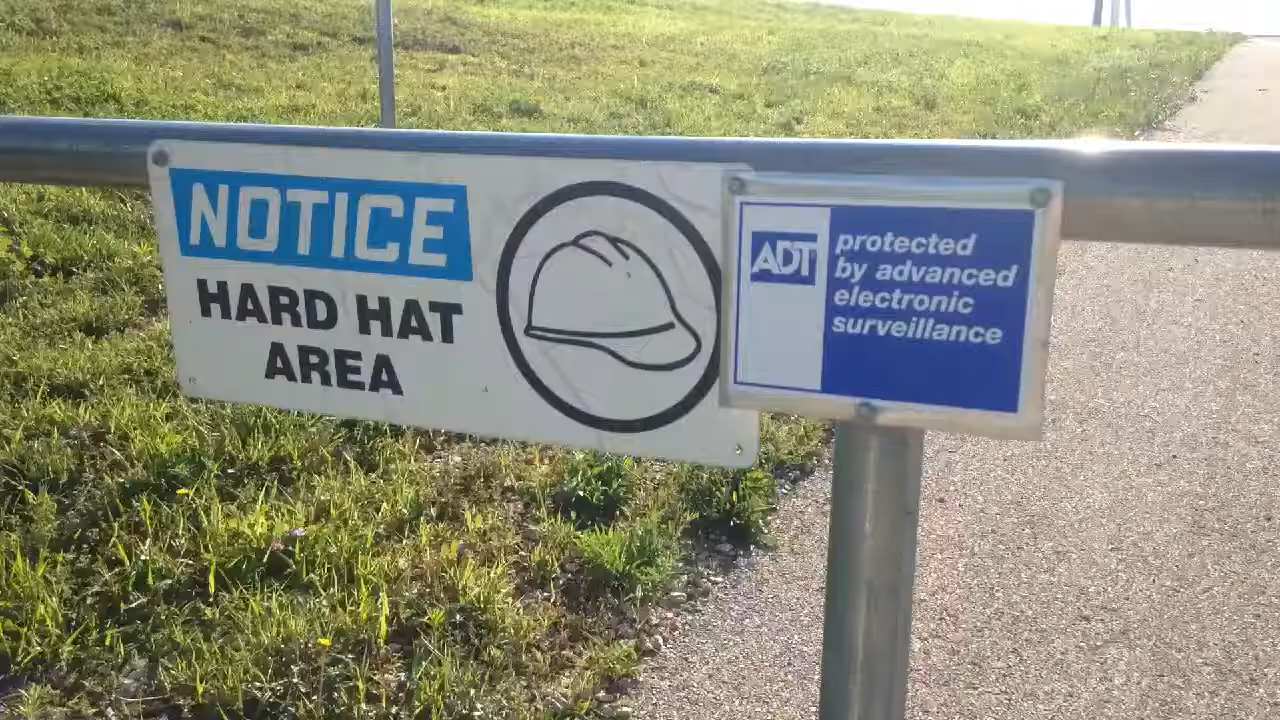 NOTICE
HARD HAT
AREA
ADT
protected
by advanced
electronic
surveillance